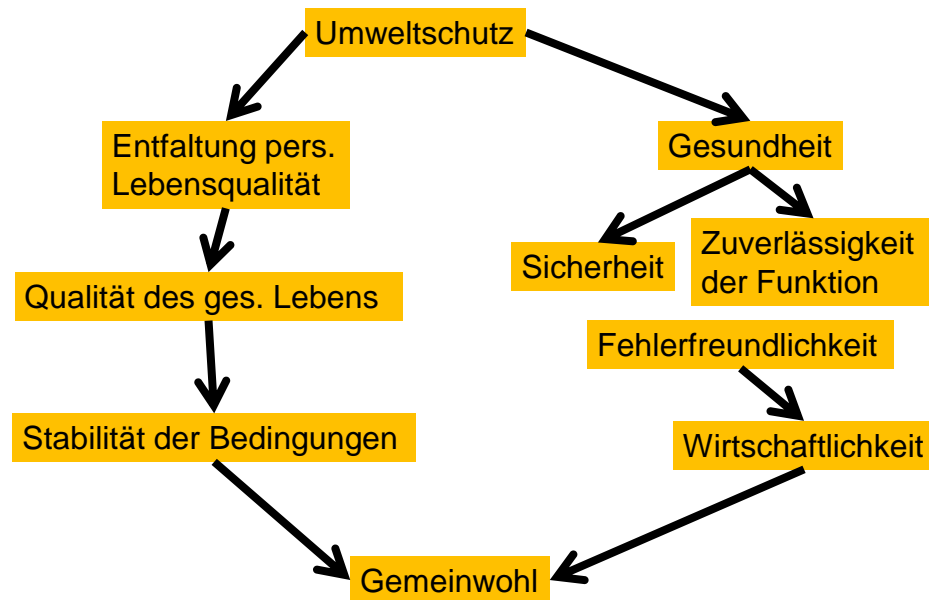 Umweltschutz
Entfaltung pers.
Lebensqualität
Gesundheit
Sicherheit
Zuverlässigkeit
der Funktion
Qualität des ges. Lebens
Fehlerfreundlichkeit
Stabilität der Bedingungen
Wirtschaftlichkeit
Gemeinwohl